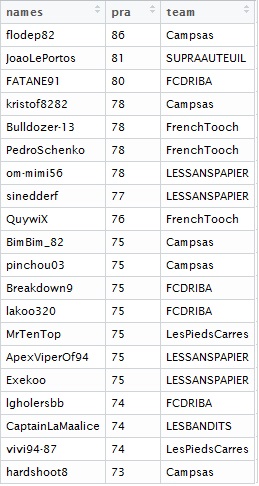 names pra team
flodep82 86 Campsas
JoaoLePortos 81 SUPRAAUTEUIL
FATANE91 80 FCDRIBA
kristof8282 78 Campsas
Bulldozer-13 78 FrenchTooch
PedroSchenko 78 FrenchTooch
om-mimi56 78 LESSANSPAPIER
sinedderf 77 LESSANSPAPIER
QuywiX 76 FrenchTooch
BimBim_82 75 Campsas
pinchou03 75 Campsas
Breakdown9 75 FCDRIBA
lakoo320 75 FCDRIBA
MrTenTop 75 LesPiedsCarres
ApexViperOf94 75 LESSANSPAPIER
Exekoo 75 LESSANSPAPIER
lgholersbb 74 FCDRIBA
CaptainLaMaalice 74 LESBANDITS
vivi94-87 74 LesPiedsCarres
hardshoot8 73 Campsas